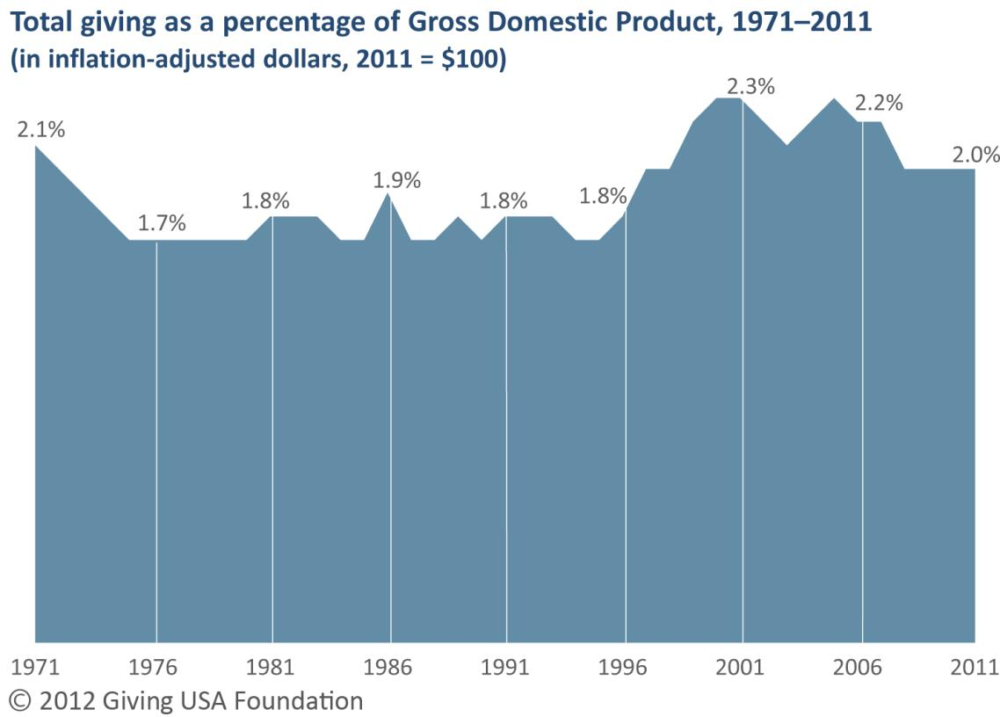 Total giving as a percentage of Gross Domestic Product, 1971–2011
(in inflation-adjusted dollars, 2011 = $100)
2.1%
1.7%
1.8%
1.9%
1.8%
1.8%
2.3%
2.2%
2.0%
1971 1976 1981 1986 1991 1996 2001 2006 2011
© 2012 Giving USA Foundation